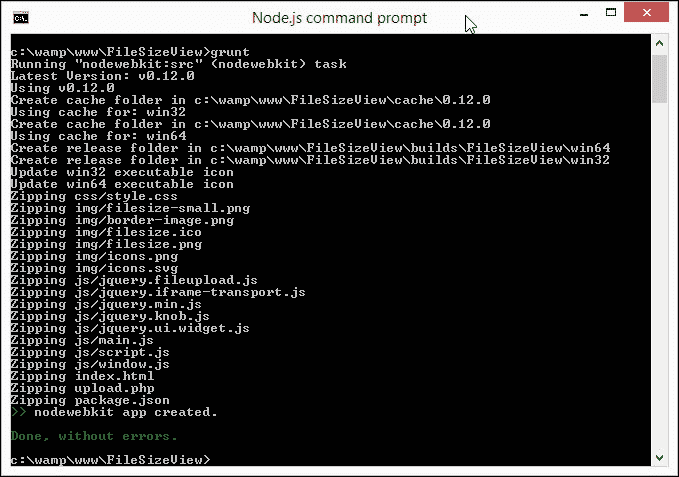 Node.js command prompt
c:\wamp\www\FileSizeView>grunt
Running "nodewebkit:src" (nodewebkit) task
Latest Version: v0.12.0
Using v0.12.0
Create cache folder in c:\wamp\www\FileSizeView\cache\0.12.0
Using cache for: win32
Create cache folder in c:\wamp\www\FileSizeView\cache\0.12.0
Using cache for: win64
Create release folder in c:\wamp\www\FileSizeView\builds\FileSizeView\win64
Create release folder in c:\wamp\www\FileSizeView\builds\FileSizeView\win32
Update win32 executable icon
Update win64 executable icon
Zipping css/style.css
Zipping img/filesize-small.png
Zipping img/border-image.png
Zipping img/filesize.ico
Zipping img/filesize.png
Zipping img/icons.png
Zipping img/icons.svg
Zipping js/jquery.fileupload.js
Zipping js/jquery.iframe-transport.js
Zipping js/jquery.min.js
Zipping js/jquery.knob.js
Zipping js/jquery.ui.widget.js
Zipping js/main.js
Zipping js/script.js
Zipping js/window.js
Zipping index.html
Zipping upload.php
Zipping package.json
>> nodewebkit app created.
Done, without errors.
c:\wamp\www\FileSizeView>